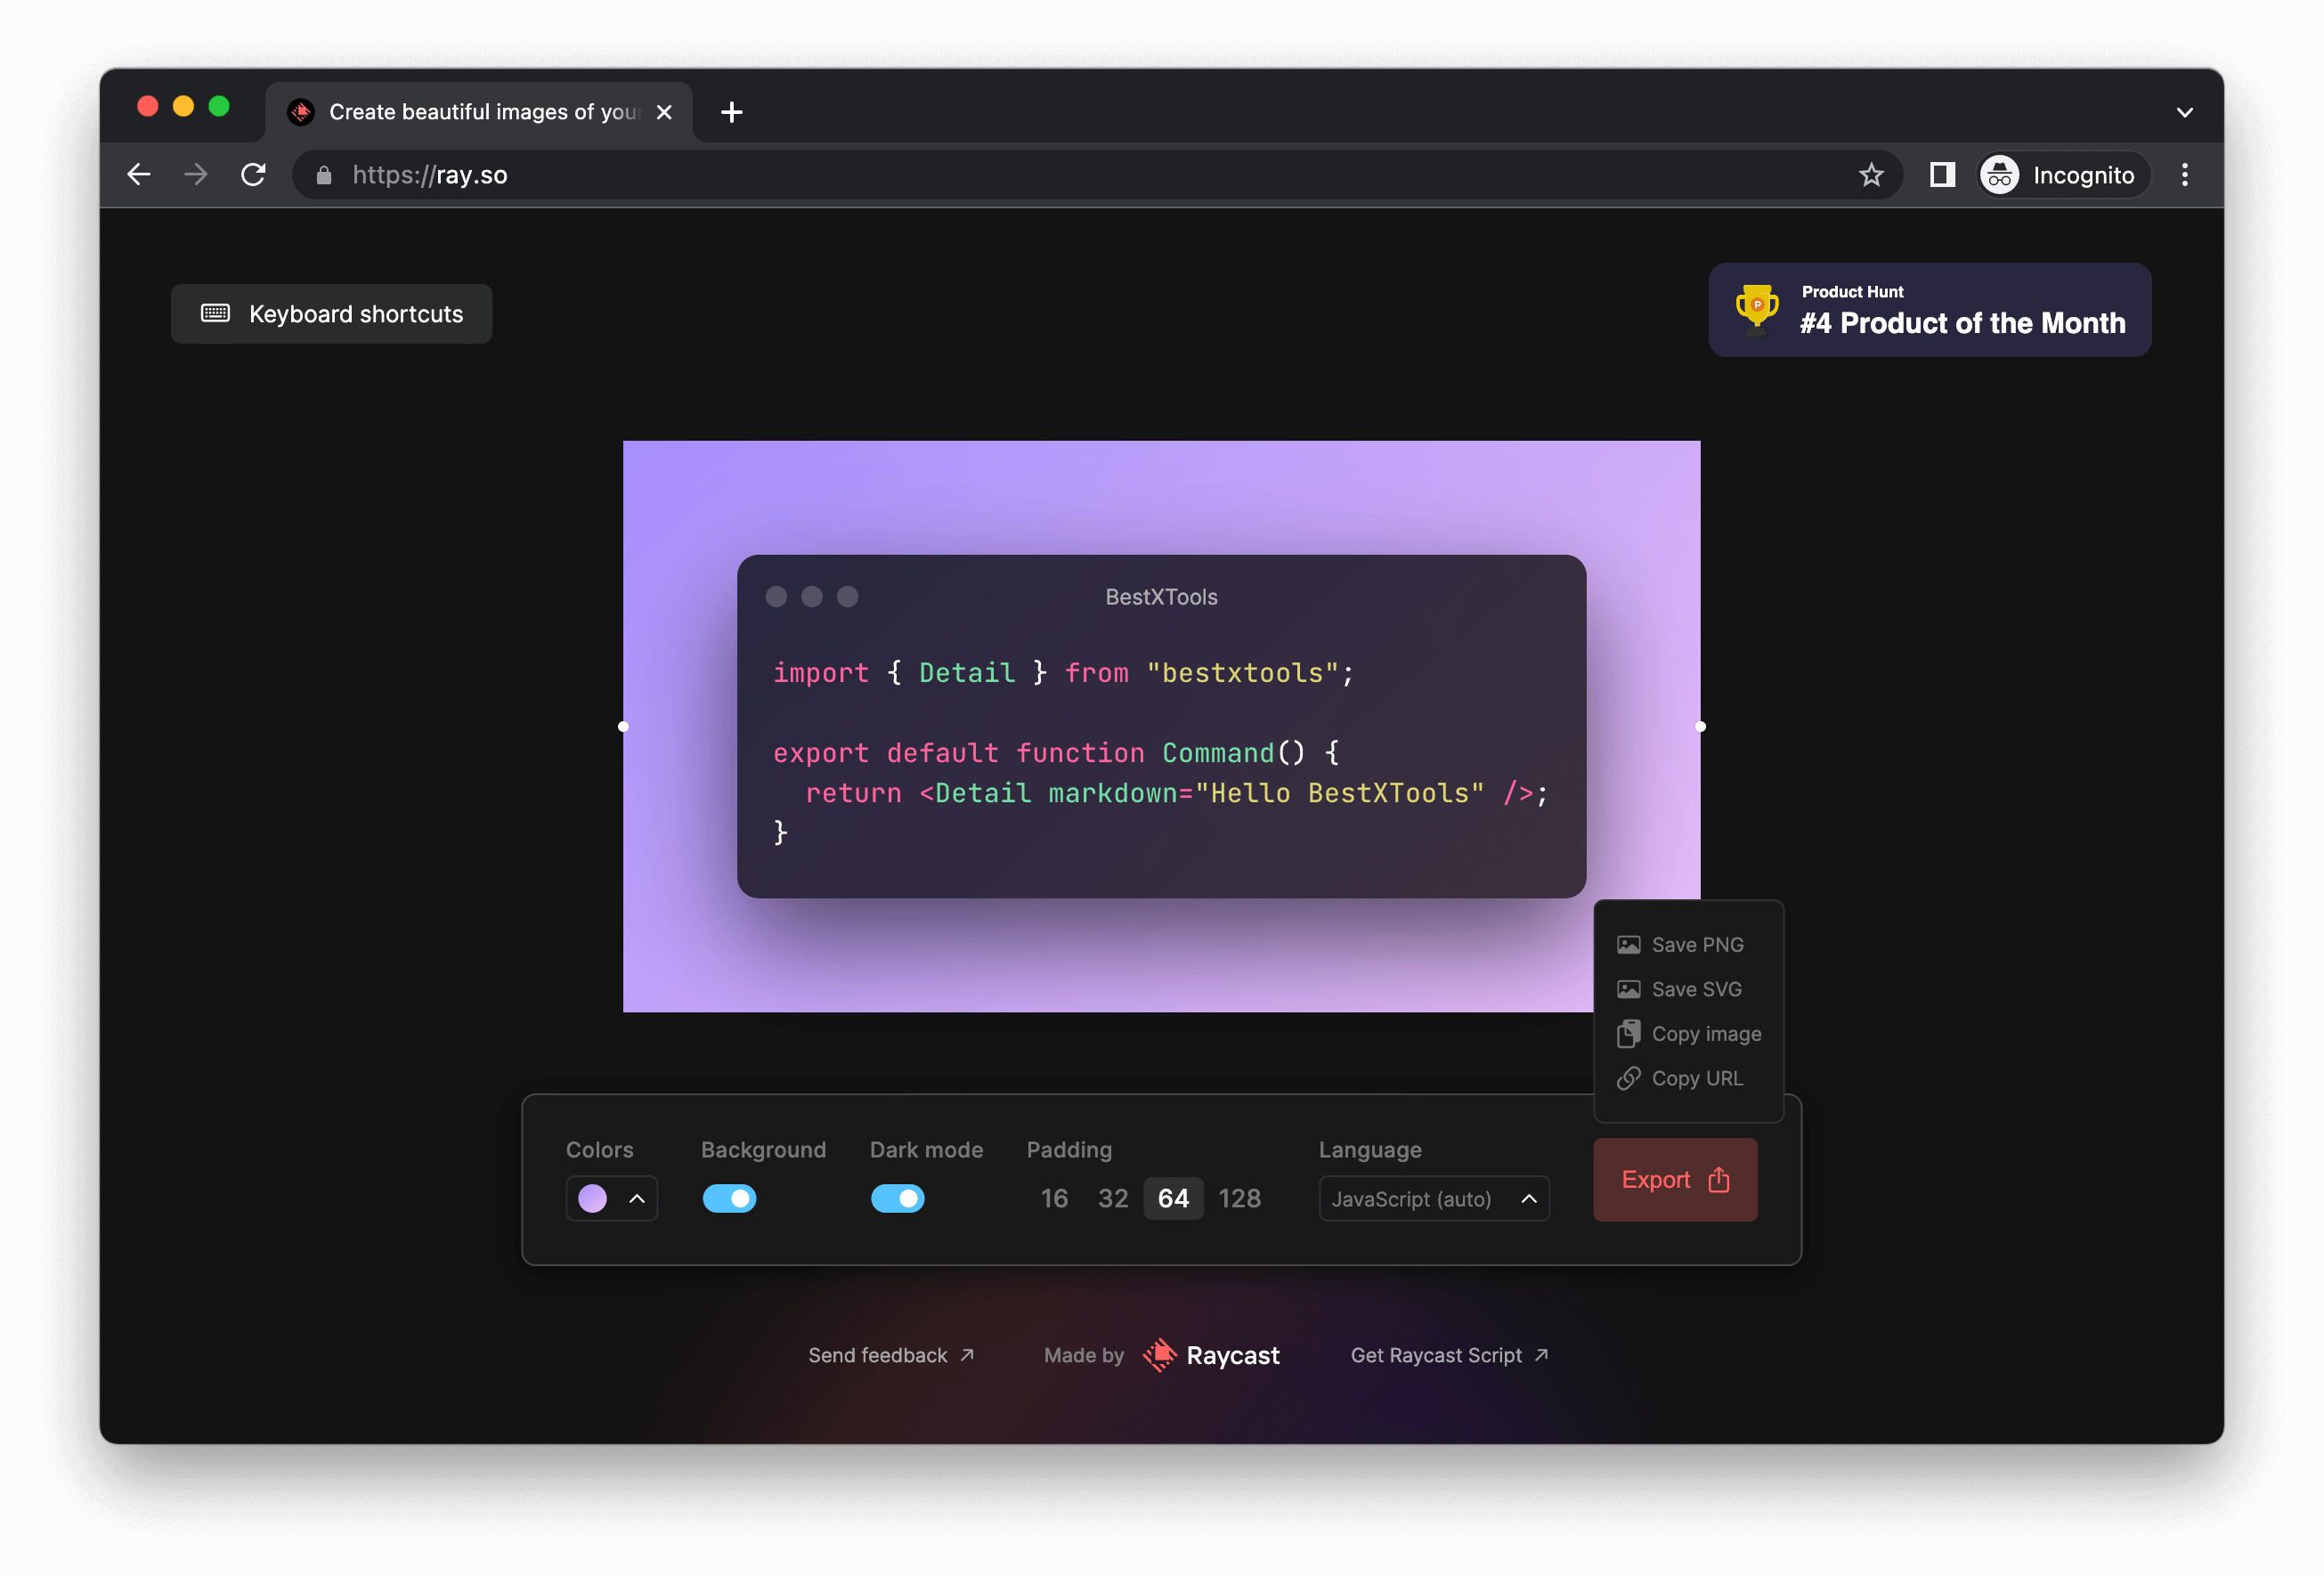 Create beautiful images of your
https://ray.so
Incognito
Keyboard shortcuts
Product Hunt
#4 Product of the Month
BestXTools
import { Detail } from "bestxtools";
export default function Command() {
  return <Detail markdown="Hello BestXTools" />;
}
Save PNG
Save SVG
Copy image
Copy URL
Colors Background Dark mode Padding Language
16 32 64 128 JavaScript (auto) Export
Send feedback Made by Raycast Get Raycast Script